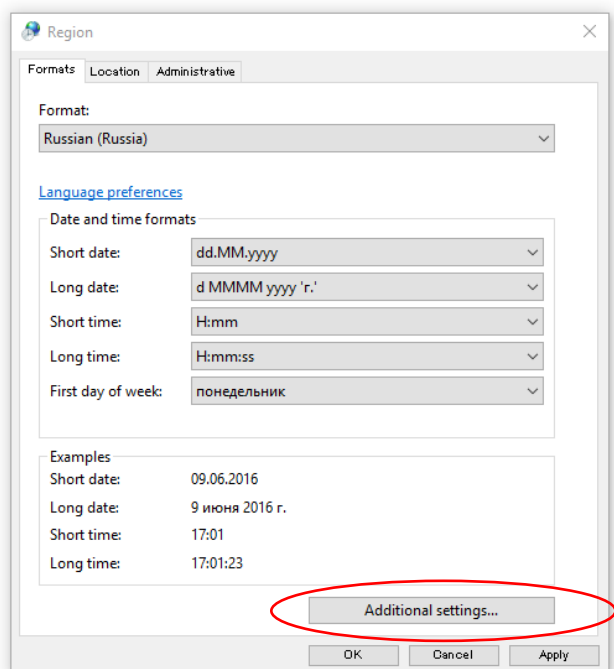 Region
Formats Location Administrative
Format:
Russian (Russia)
Language preferences
Date and time formats
Short date: dd.MM.yyyy
Long date: d MMMM yyyy 'г.'
Short time: H:mm
Long time: H:mm:ss
First day of week: понедельник
Examples
Short date: 09.06.2016
Long date: 9 июня 2016 г.
Short time: 17:01
Long time: 17:01:23
Additional settings...
OK Cancel Apply